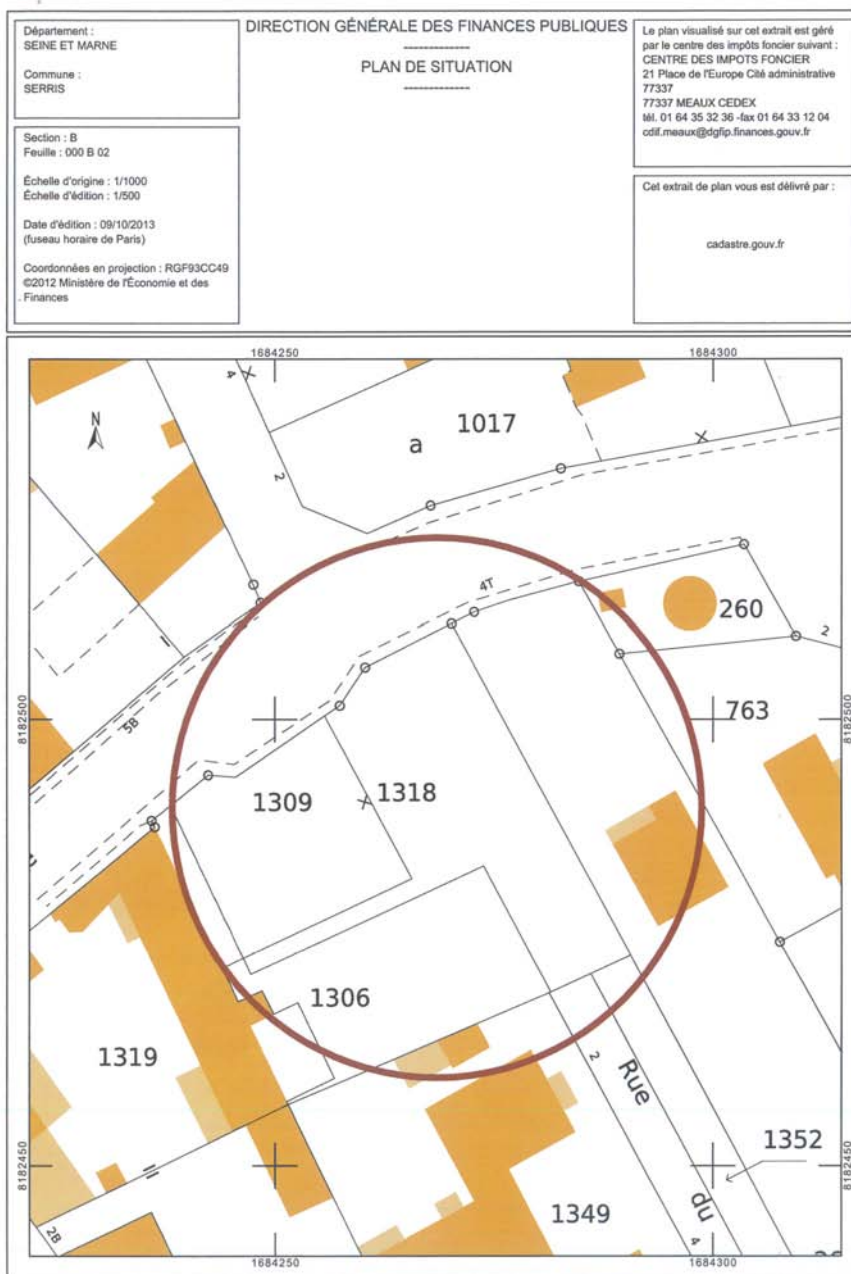 Département :
SEINE ET MARNE
Commune :
SERRIS
Section : B
Feuille : 000 B 02
Échelle d'origine : 1/1000
Échelle d'édition : 1/500
Date d'édition : 09/10/2013
(fuseau horaire de Paris)
Coordonnées en projection : RGF93CC49
©2012 Ministère de l'Économie et des
Finances
DIRECTION GÉNÉRALE DES FINANCES PUBLIQUES
PLAN DE SITUATION
Le plan visualisé sur cet extrait est géré
par le centre des impôts foncier suivant :
CENTRE DES IMPOTS FONCIER
21 Place de l'Europe Cité administrative
77337
77337 MEAUX CEDEX
tél. 01 64 35 32 36 -fax 01 64 33 12 04
cdif.meaux@dgfip.finances.gouv.fr
Cet extrait de plan vous est délivré par :
cadastre.gouv.fr
1684250
1684300
4
N
1017
a
2
4T
260
2
8182500
763
8182500
5B
1309
1318
1306
1319
2
Rue
1352
8182450
8182450
du
1349
2B
4
1684250
1684300